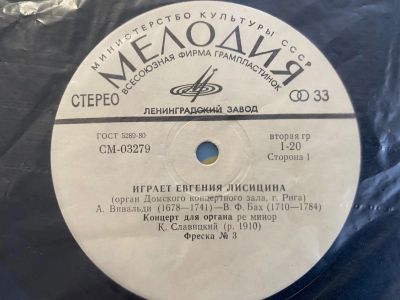 МИНИСТЕРСТВО КУЛЬТУРЫ СССР
МЕЛОДИЯ
ВСЕСОЮЗНАЯ ФИРМА ГРАМПЛАСТИНОК
СТЕРЕО
33
ЛЕНИНГРАДСКИЙ ЗАВОД
ГОСТ 5289-80
вторая гр
СМ-03279
1-20
Сторона 1
ИГРАЕТ ЕВГЕНИЯ ЛИСИЦИНА
(орган Домского концертного зала, г. Рига)
А. Вивальди (1678—1741)—В. Ф. Бах (1710—1784)
Концерт для органа ре минор
К. Славицкий (р. 1910)
Фреска № 3